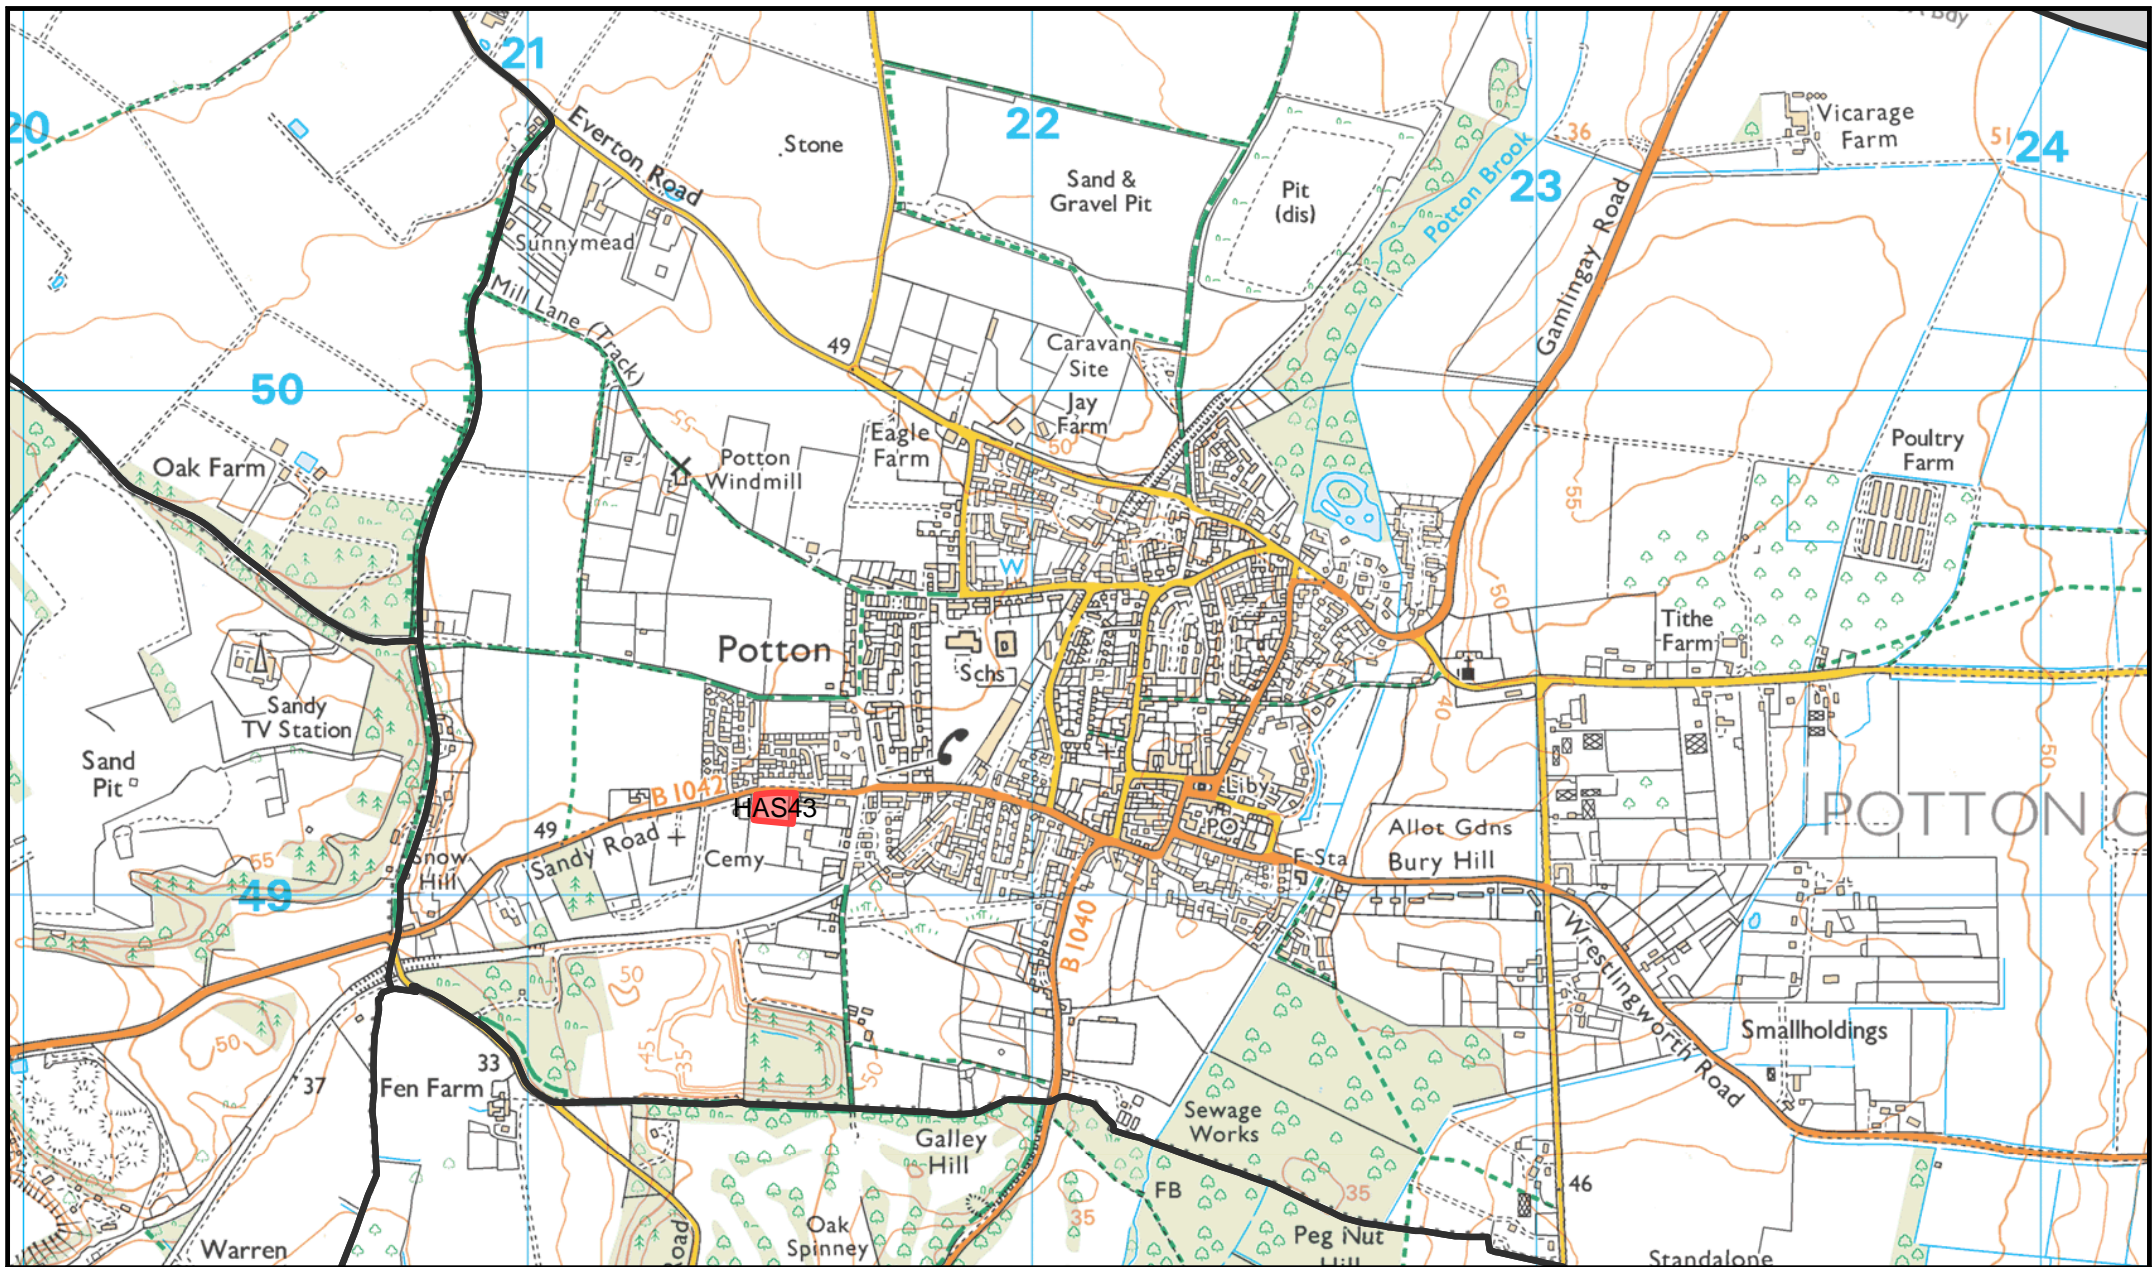 21
20
Everton Road
Stone
22
Sand &
Gravel Pit
Pit
(dis)
Potton Brook
36
23
Vicarage
Farm
51
24
Gamlingay Road
Sunnymead
Mill Lane (Track)
49
Caravan
Site
50
Jay
Farm
50
Eagle
Farm
55
Potton
Windmill
Oak Farm
Poultry
Farm
55
50
W
Tithe
Farm
Potton
Schs
Sandy
TV Station
40
50
Sand
Pit
B 1042
HAS43
Liby
PO
POTTON
49
Sandy Road
Cemy
Allot Gdns
Bury Hill
F Sta
Snow
Hill
55
49
B 1040
Wrestlingworth Road
50
50
45
35
50
Smallholdings
37
33
Fen Farm
Sewage
Works
Galley
Hill
FB
35
35
46
Oak
Spinney
Road
Warren
Peg Nut
Hill
Standalone